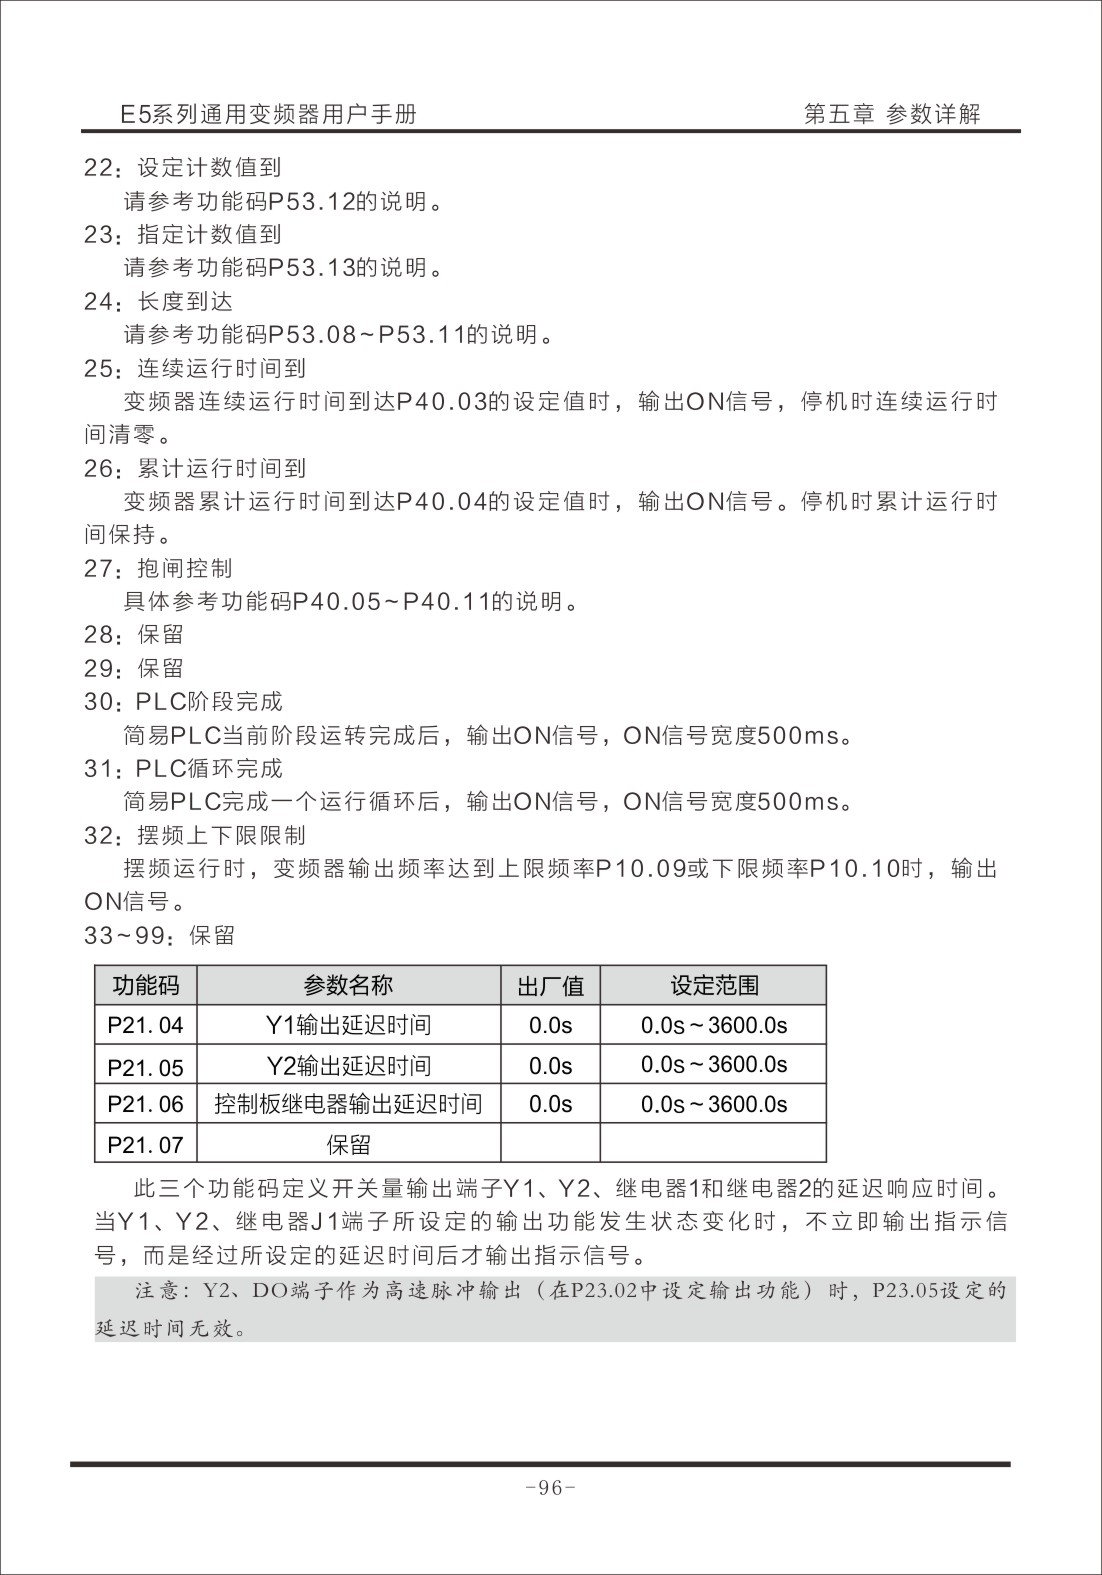 E5系列通用变频器用户手册 第五章 参数详解
22：设定计数值到
请参考功能码P53.12的说明。
23：指定计数值到
请参考功能码P53.13的说明。
24：长度到达
请参考功能码P53.08~P53.11的说明。
25：连续运行时间到
变频器连续运行时间到达P40.03的设定值时，输出ON信号，停机时连续运行时
间清零。
26：累计运行时间到
变频器累计运行时间到达P40.04的设定值时，输出ON信号。停机时累计运行时
间保持。
27：抱闸控制
具体参考功能码P40.05~P40.11的说明。
28：保留
29：保留
30：PLC阶段完成
简易PLC当前阶段运转完成后，输出ON信号，ON信号宽度500ms。
31：PLC循环完成
简易PLC完成一个运行循环后，输出ON信号，ON信号宽度500ms。
32：摆频上下限限制
摆频运行时，变频器输出频率达到上限频率P10.09或下限频率P10.10时，输出
ON信号。
33~99：保留
功能码 参数名称 出厂值 设定范围
P21.04 Y1输出延迟时间 0.0s 0.0s~3600.0s
P21.05 Y2输出延迟时间 0.0s 0.0s~3600.0s
P21.06 控制板继电器输出延迟时间 0.0s 0.0s~3600.0s
P21.07 保留
此三个功能码定义开关量输出端子Y1、Y2、继电器1和继电器2的延迟响应时间。
当Y1、Y2、继电器J1端子所设定的输出功能发生状态变化时，不立即输出指示信
号，而是经过所设定的延迟时间后才输出指示信号。
注意：Y2、DO端子作为高速脉冲输出（在P23.02中设定输出功能）时，P23.05设定的
延迟时间无效。
-96-